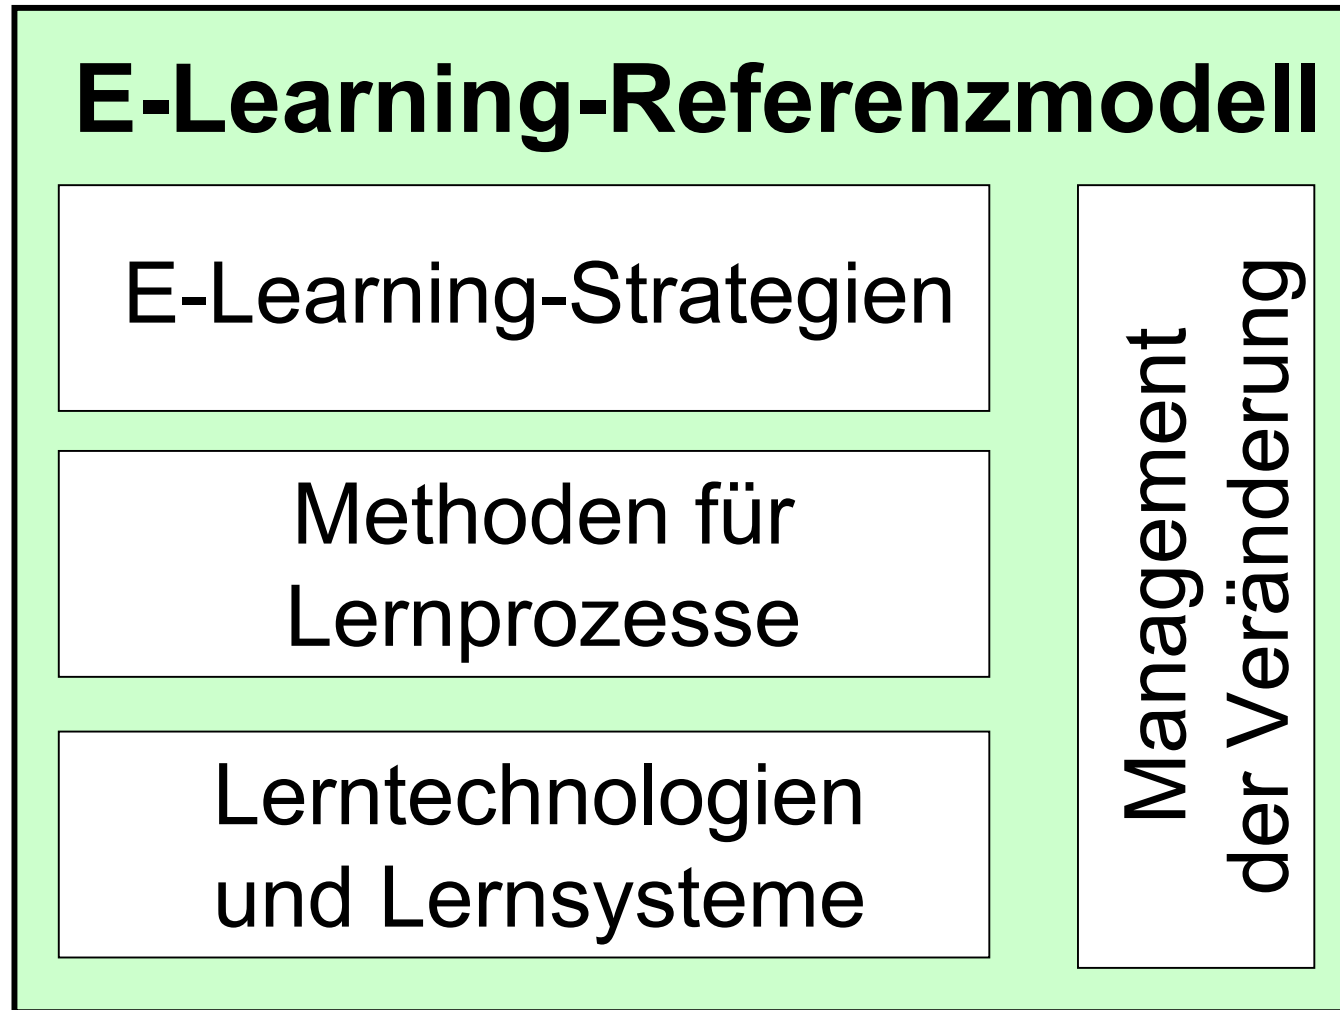 E-Learning-Referenzmodell
E-Learning-Strategien
Methoden für
Lernprozesse
Lerntechnologien
und Lernsysteme
Management
der Veränderung